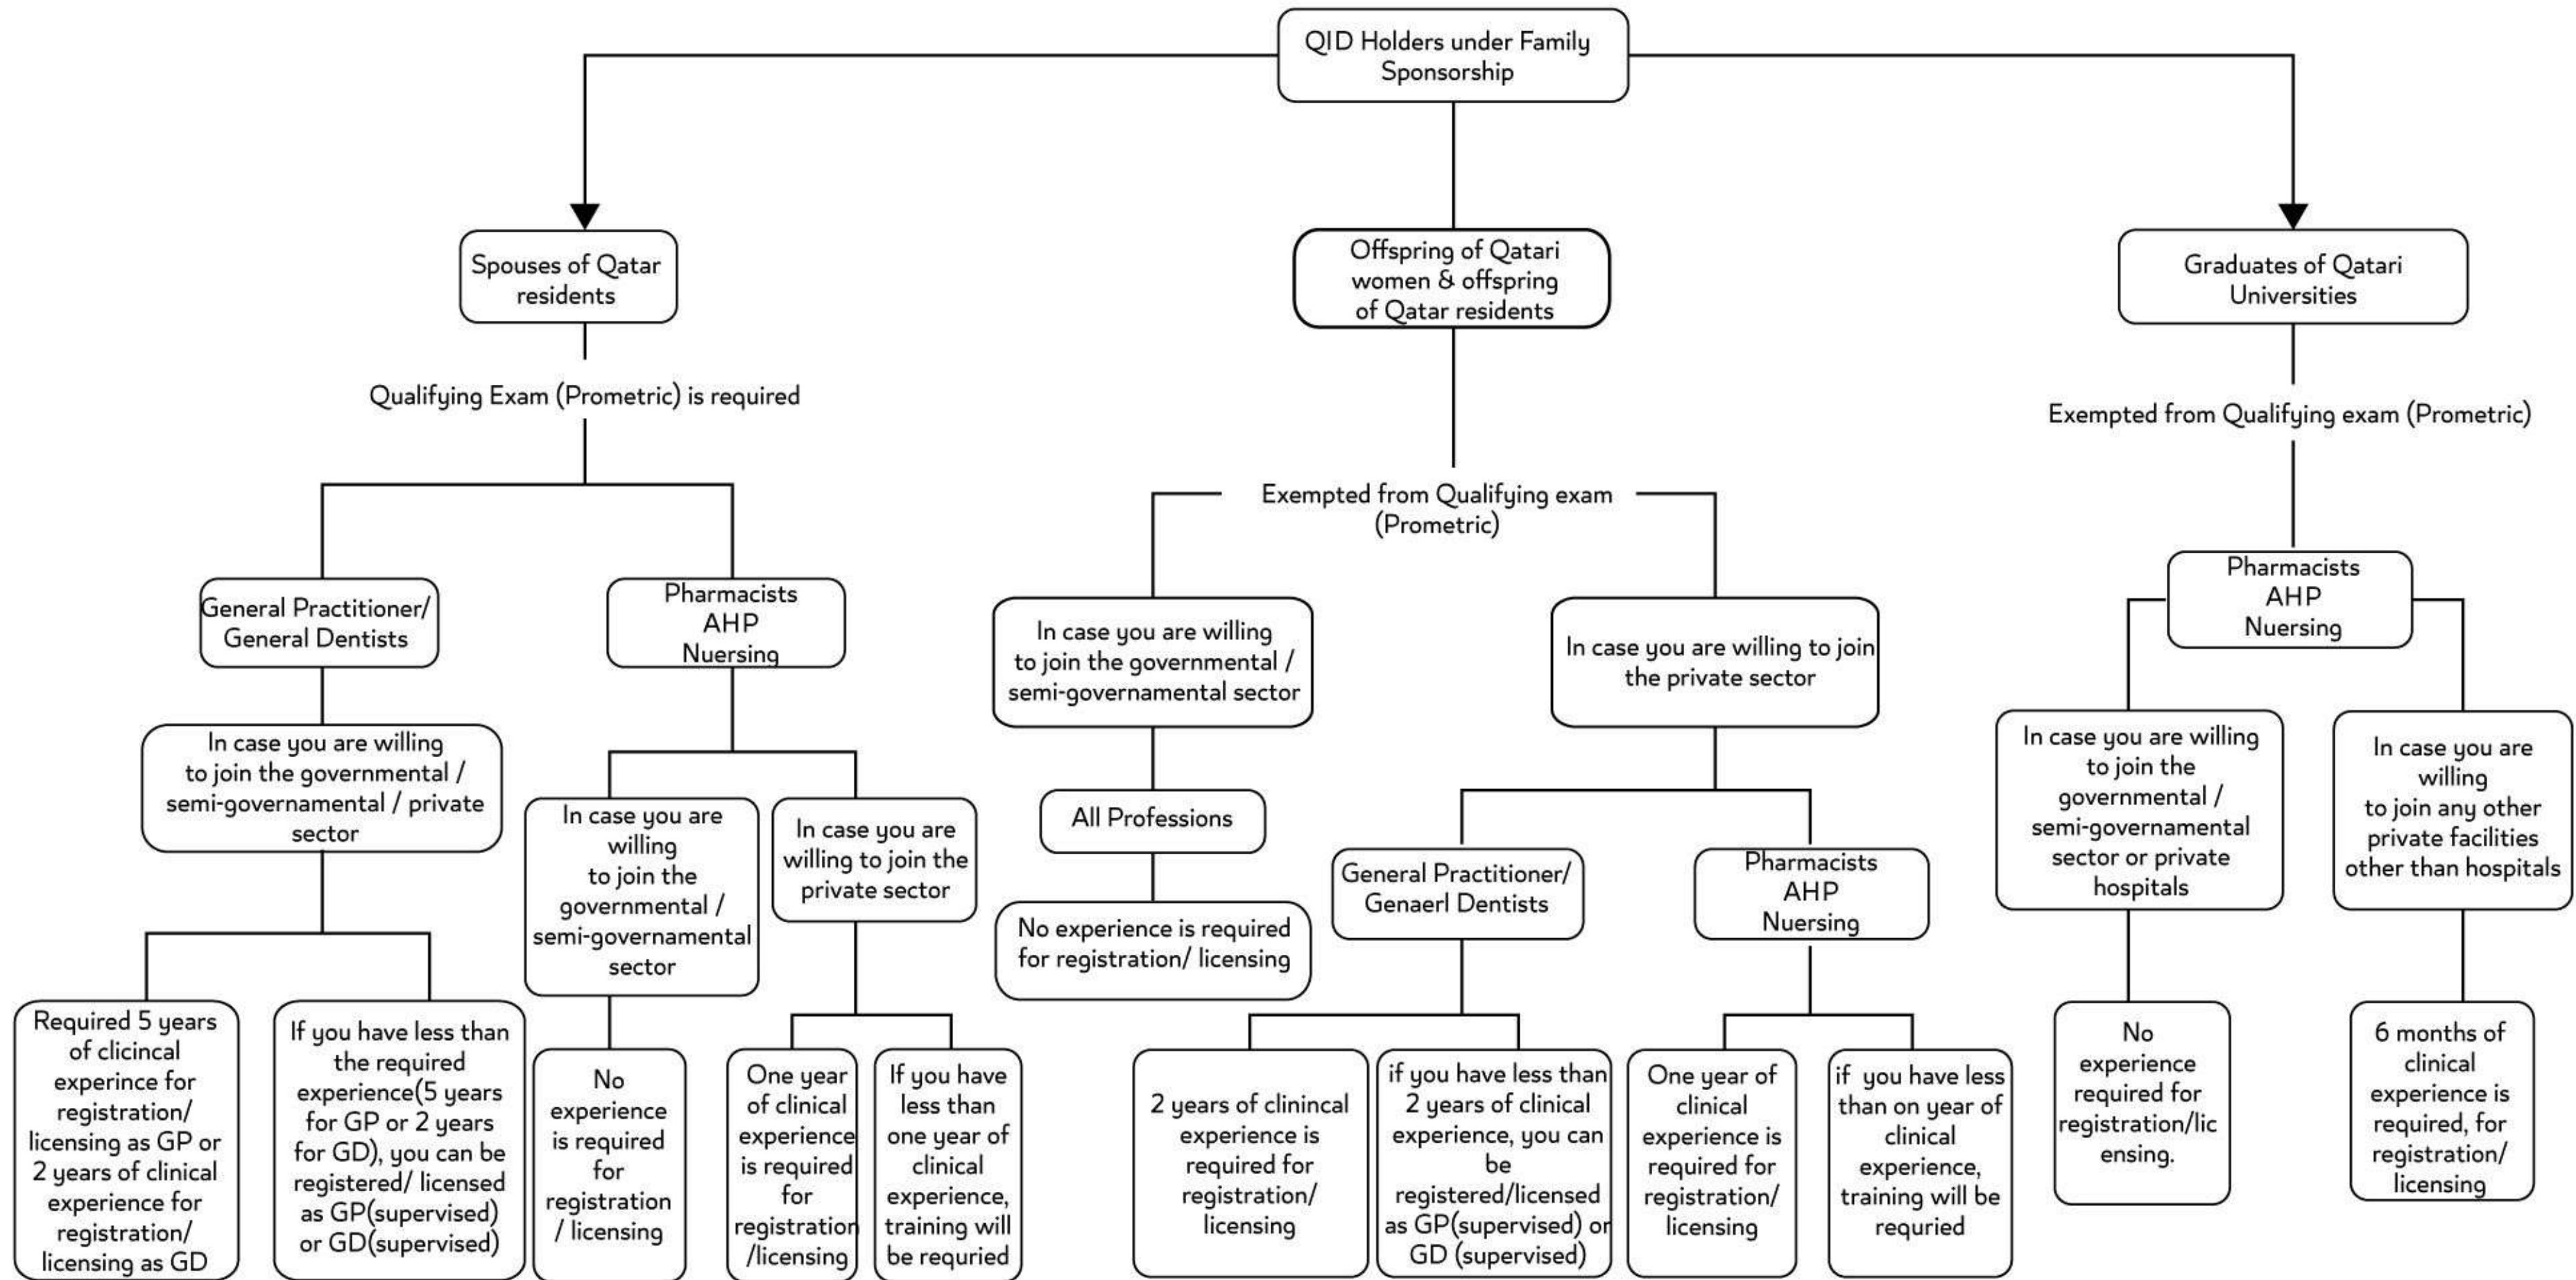 QID Holders under Family
Sponsorship
Spouses of Qatar
residents
Offspring of Qatari
women & offspring
of Qatar residents
Graduates of Qatari
Universities
Qualifying Exam (Prometric) is required
Exempted from Qualifying exam
(Prometric)
Exempted from Qualifying exam (Prometric)
General Practitioner/
General Dentists
Pharmacists
AHP
Nuersing
In case you are willing
to join the governmental /
semi-governamental sector
In case you are willing to join
the private sector
Pharmacists
AHP
Nuersing
In case you are willing
to join the governmental /
semi-governamental / private
sector
In case you are
willing
to join the
governmental /
semi-governamental
sector
In case you are
willing to join the
private sector
All Professions
No experience is required
for registration/ licensing
General Practitioner/
Genaerl Dentists
Pharmacists
AHP
Nuersing
In case you are willing
to join the
governmental /
semi-governamental
sector or private
hospitals
In case you are
willing
to join any other
private facilities
other than hospitals
Required 5 years
of clicincal
experince for
registration/
licensing as GP or
2 years of clinical
experience for
registration/
licensing as GD
If you have less than
the required
experience(5 years
for GP or 2 years
for GD), you can be
registered/ licensed
as GP(supervised)
or GD(supervised)
No
experience
is required
for
registration
/ licensing
One year
of clinical
experience
is required
for
registration
/licensing
If you have
less than
one year of
clinical
experience,
training will
be requried
2 years of clinincal
experience is
required for
registration/
licensing
if you have less than
2 years of clinical
experience, you can
be
registered/licensed
as GP(supervised) or
GD (supervised)
One year of
clinical
experience is
required for
registration/
licensing
if you have less
than on year of
clinical
experience,
training will be
requried
No
experience
required for
registration/lic
ensing.
6 months of
clinical
experience is
required, for
registration/
licensing